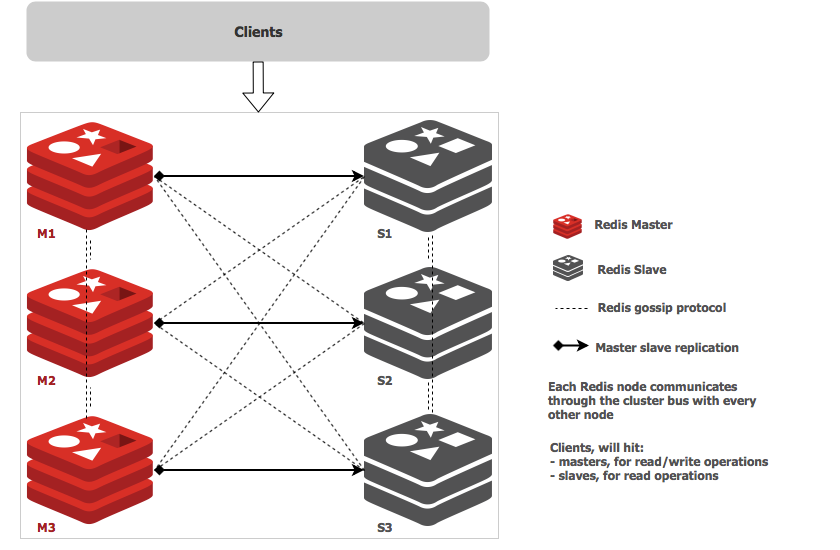 Clients
M1
S1
M2
S2
M3
S3
Redis Master
Redis Slave
Redis gossip protocol
Master slave replication
Each Redis node communicates
through the cluster bus with every
other node
Clients, will hit:
- masters, for read/write operations
- slaves, for read operations